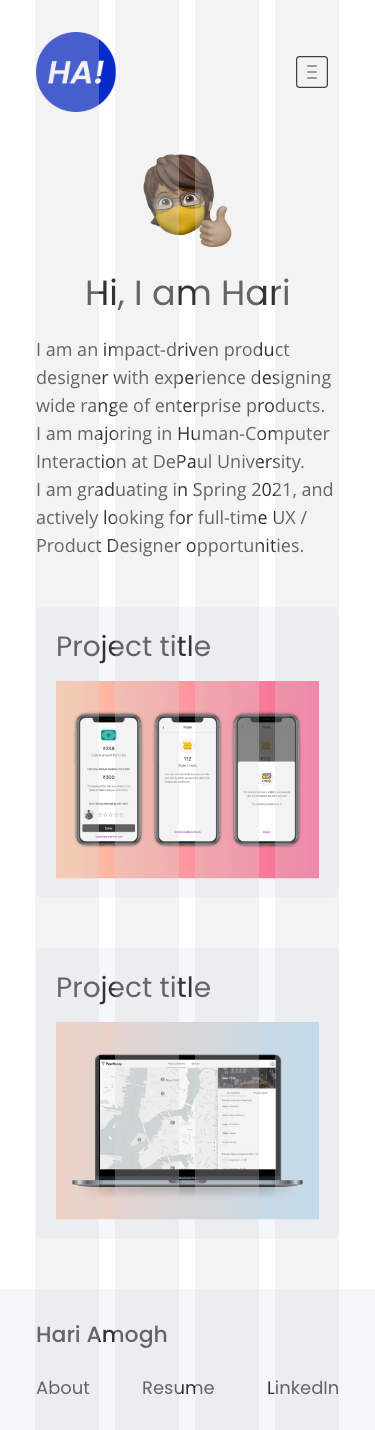 HA!
Hi, I am Hari
I am an impact-driven product
designer with experience designing
wide range of enterprise products.
I am majoring in Human-Computer
Interaction at DePaul University.
I am graduating in Spring 2021, and
actively looking for full-time UX /
Product Designer opportunities.
Project title
₹300
112
Project title
Hari Amogh
About Resume LinkedIn